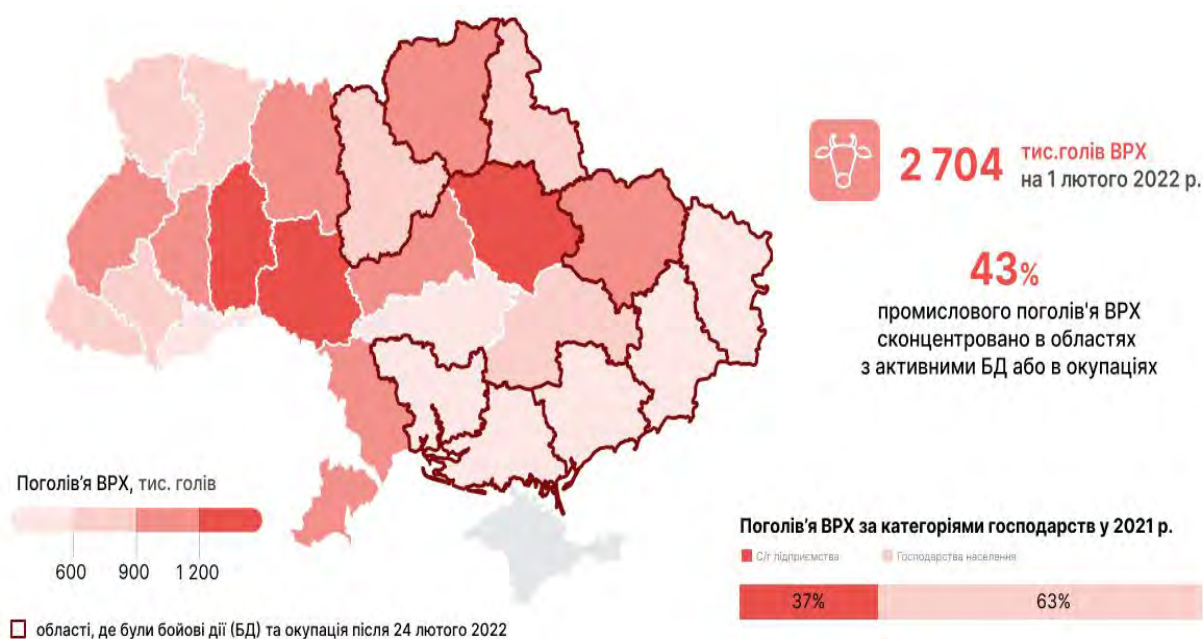 2 704
тис.голів ВРХ
на 1 лютого 2022 р.
43%
промислового поголів'я ВРХ
сконцентровано в областях
з активними БД або в окупаціях
Поголів'я ВРХ, тис. голів
600 900 1 200
області, де були бойові дії (БД) та окупація після 24 лютого 2022
Поголів'я ВРХ за категоріями господарств у 2021 р.
С/г підприємства Господарства населення
37% 63%